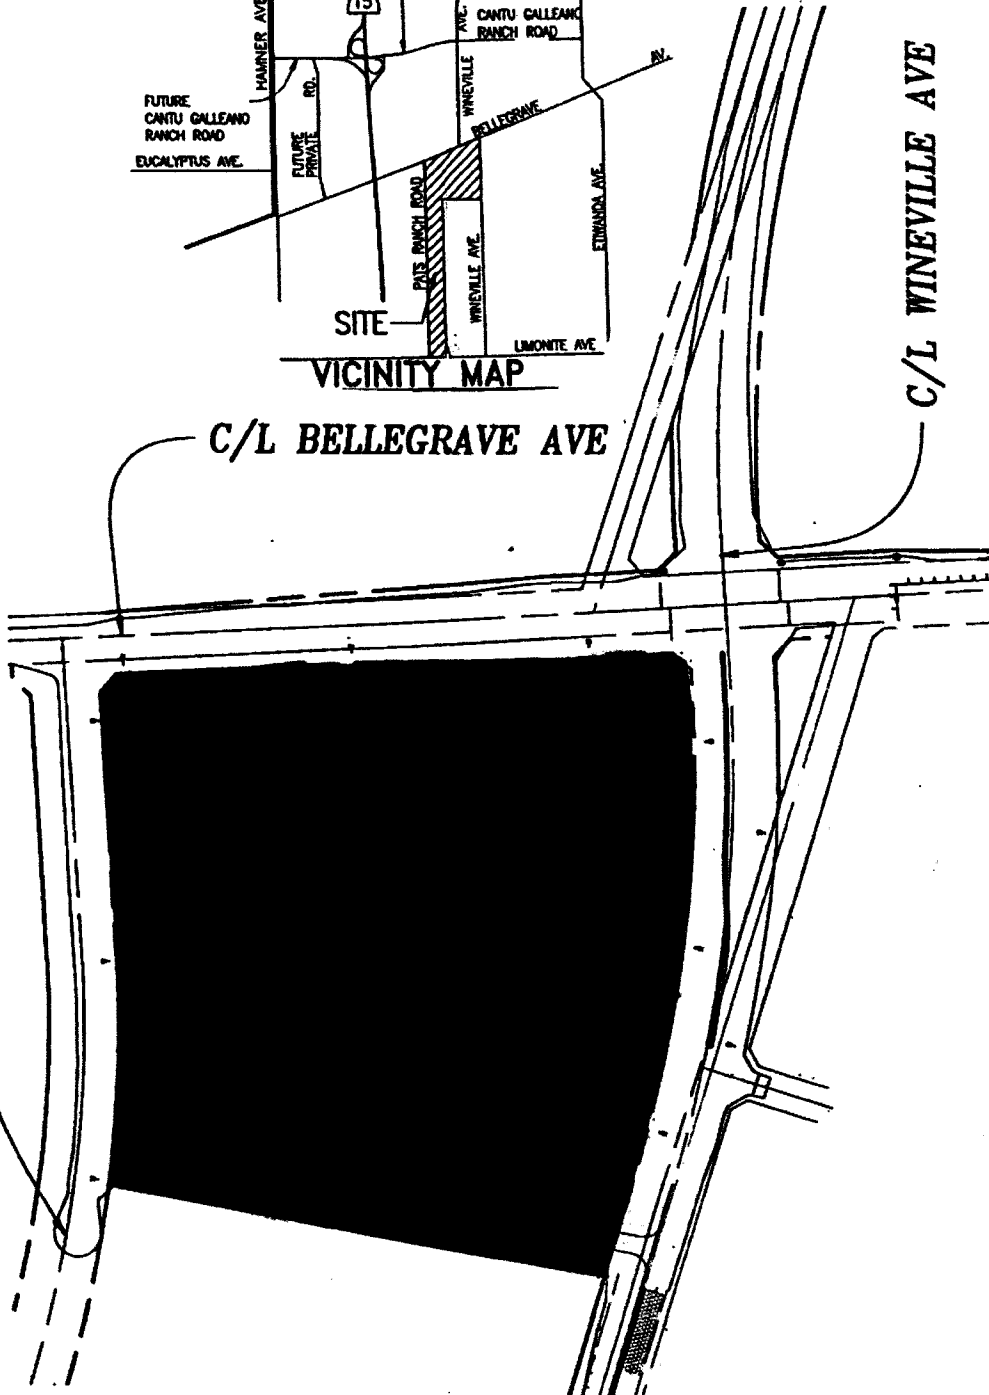 HAMNER AVE
15
AVE.
CANTU GALLEANO
RANCH ROAD
FUTURE
CANTU GALLEANO
RANCH ROAD
EUCALYPTUS AVE.
FUTURE
PRIVATE RD.
WINEVILLE
BELLEGRAVE
AV.
PATS RANCH ROAD
WINEVILLE AVE.
ETIWANDA AVE.
SITE
LIMONITE AVE
VICINITY MAP
C/L BELLEGRAVE AVE
C/L WINEVILLE AVE